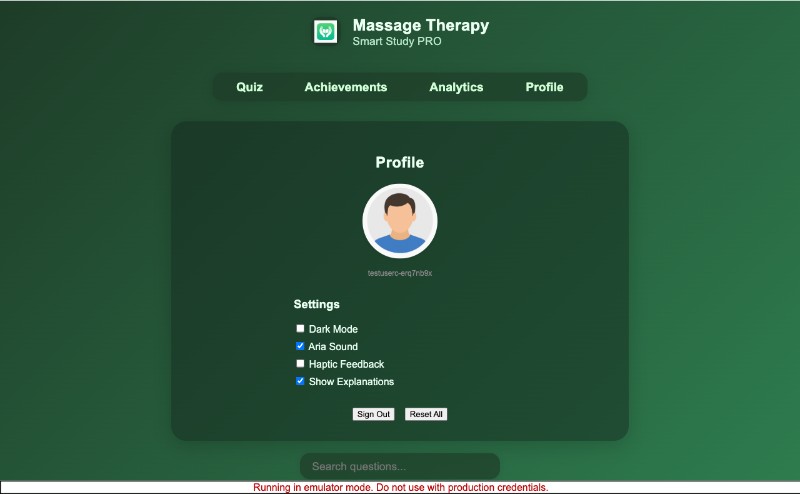 Massage Therapy
Smart Study PRO
Quiz Achievements Analytics Profile
Profile
testuserc-erq7nb9x
Settings
Dark Mode
Aria Sound
Haptic Feedback
Show Explanations
Sign Out Reset All
Search questions...
Running in emulator mode. Do not use with production credentials.